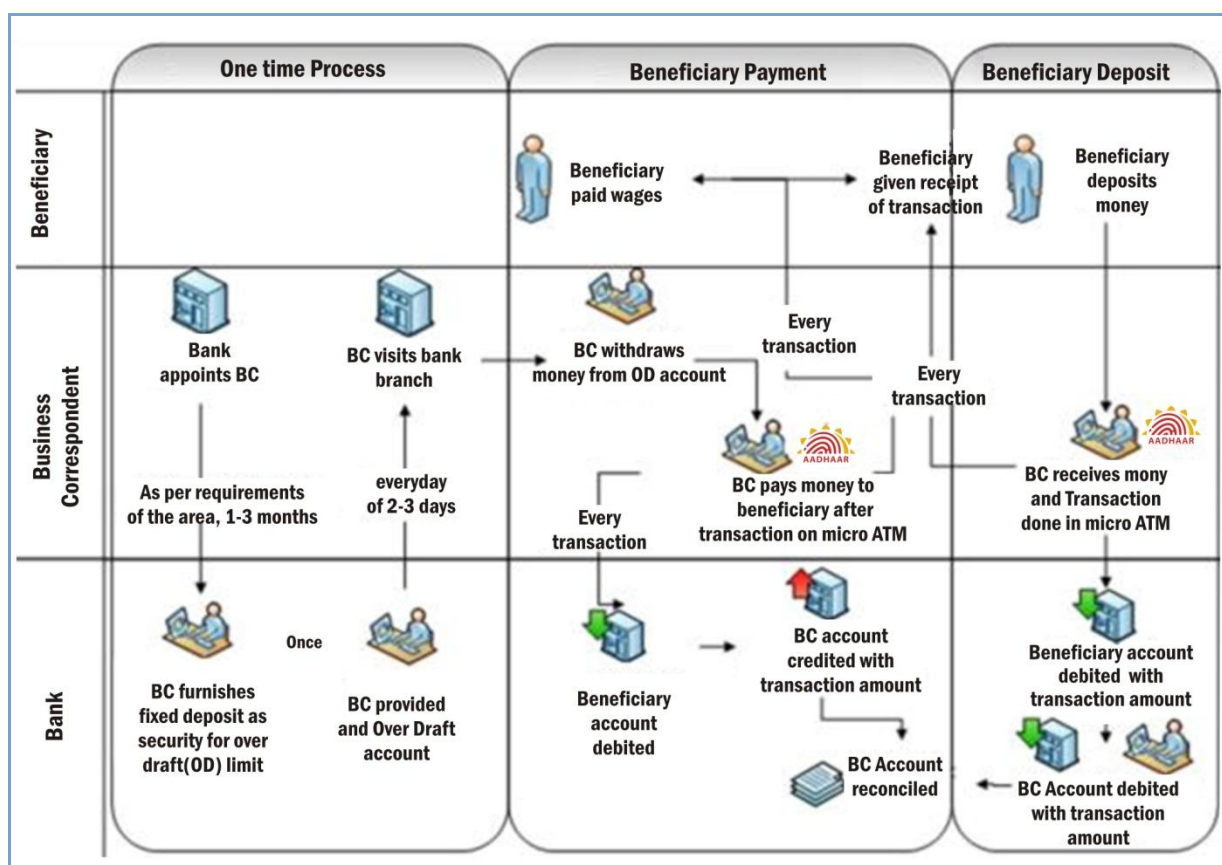 One time Process
Beneficiary Payment
Beneficiary Deposit
Beneficiary
Beneficiary
paid wages
Beneficiary
given receipt
of transaction
Beneficiary
deposits
money
Business
Correspondent
Bank
appoints BC
BC visits bank
branch
BC withdraws
money from OD account
Every
transaction
Every
transaction
As per requirements
of the area, 1-3 months
everyday
of 2-3 days
Every
transaction
AADHAAR
BC pays money to
beneficiary after
transaction on micro ATM
AADHAAR
BC receives mony
and Transaction
done in micro ATM
Bank
BC furnishes
fixed deposit as
security for over
draft(OD) limit
Once
BC provided
and Over Draft
account
Beneficiary
account
debited
BC account
credited with
transaction amount
BC Account
reconciled
Beneficiary account
debited with
transaction amount
BC Account debited
with transaction
amount